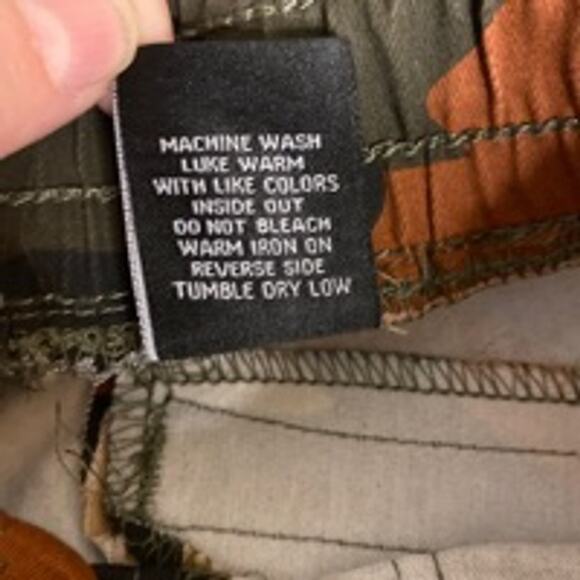 MACHINE WASH
LUKE WARM
WITH LIKE COLORS
INSIDE OUT
DO NOT BLEACH
WARM IRON ON
REVERSE SIDE
TUMBLE DRY LOW